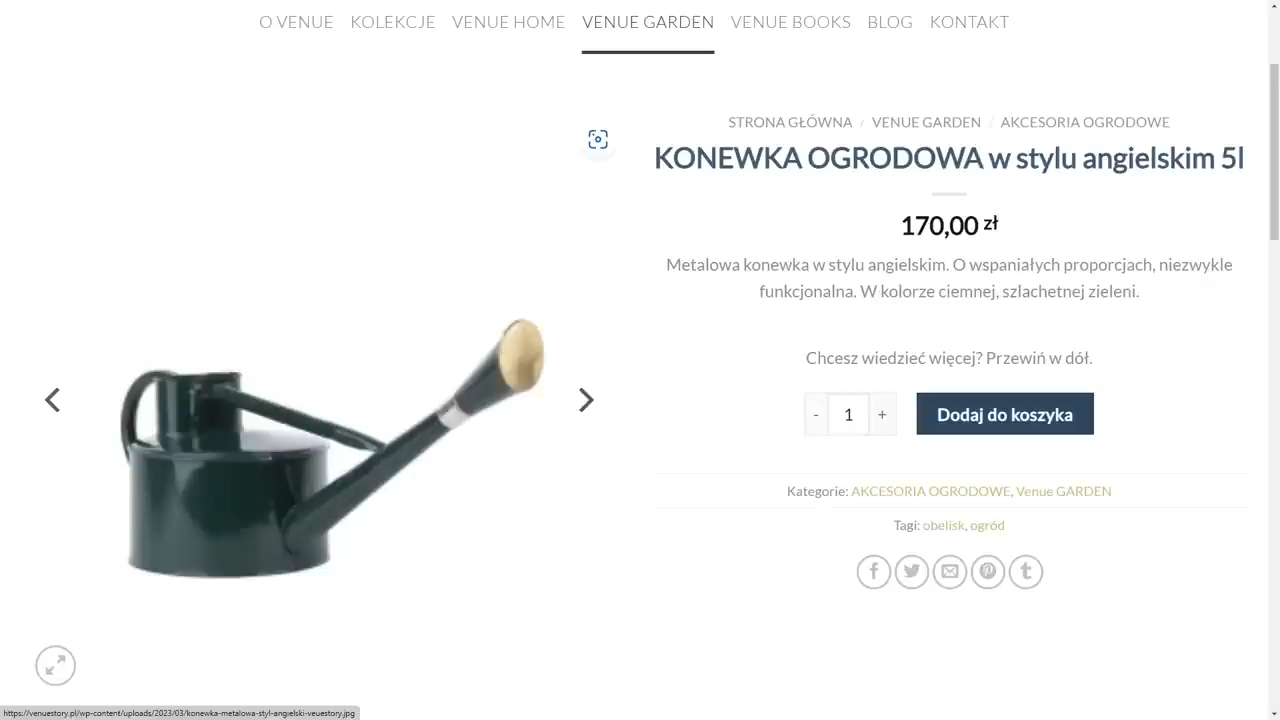 O VENUE KOLEKCJE VENUE HOME VENUE GARDEN VENUE BOOKS BLOG KONTAKT
STRONA GŁÓWNA / VENUE GARDEN / AKCESORIA OGRODOWE
KONEWKA OGRODOWA w stylu angielskim 5l
170,00 zł
Metalowa konewka w stylu angielskim. O wspaniałych proporcjach, niezwykle
funkcjonalna. W kolorze ciemnej, szlachetnej zieleni.
Chcesz wiedzieć więcej? Przewiń w dół.
- 1 + Dodaj do koszyka
Kategorie: AKCESORIA OGRODOWE, Venue GARDEN
Tagi: obelisk, ogród
https://venuestory.pl/wp-content/uploads/2023/03/konewka-metalowa-styl-angielski-veuestory.jpg